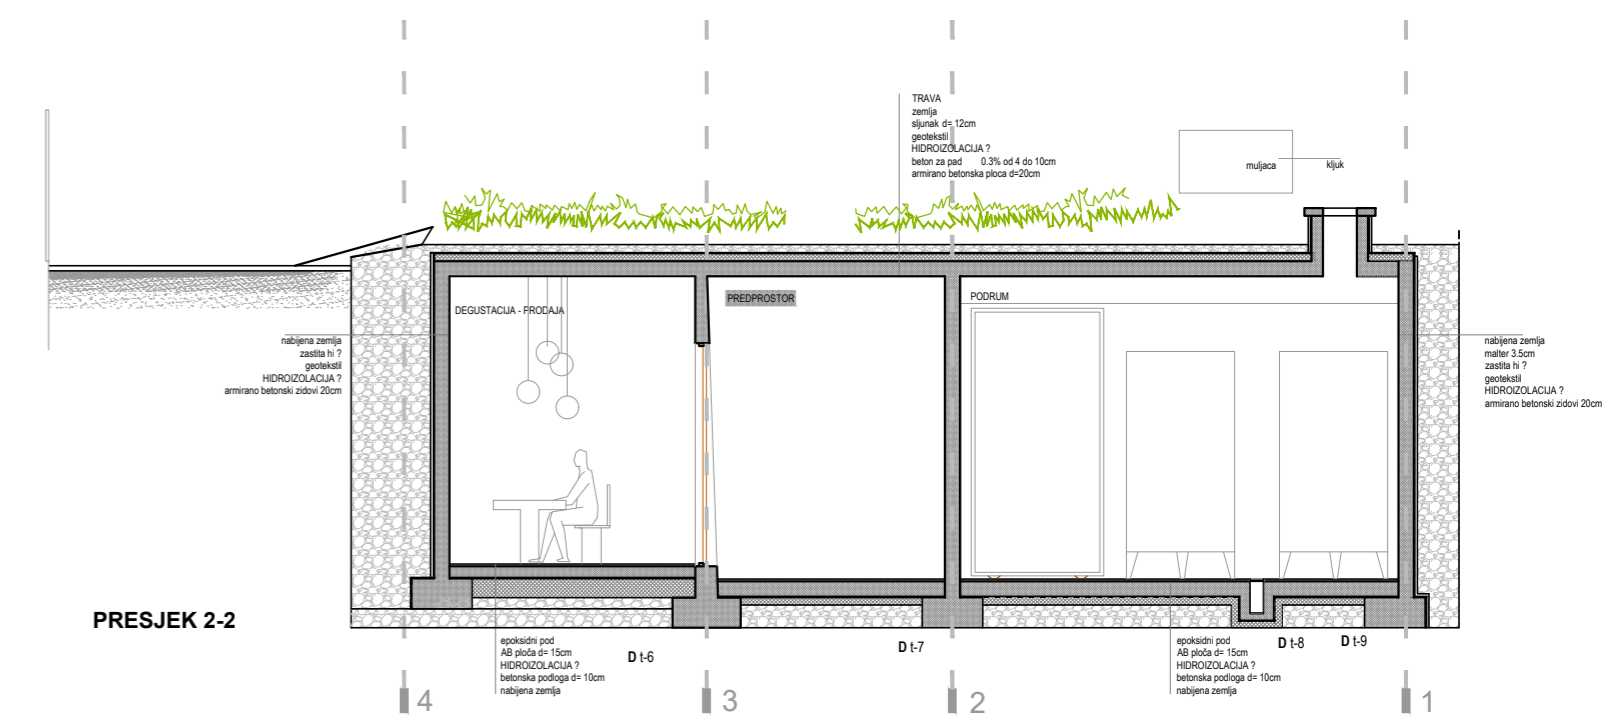 TRAVA
zemlja
sljunak d= 12cm
geotekstil
HIDROIZOLACIJA ?
beton za pad 0.3% od 4 do 10cm
armirano betonska ploca d=20cm
muljaca
kljuk
DEGUSTACIJA - PRODAJA
PREDPROSTOR
PODRUM
nabijena zemlja
zastita hi ?
geotekstil
HIDROIZOLACIJA ?
armirano betonski zidovi 20cm
nabijena zemlja
malter 3.5cm
zastita hi ?
geotekstil
HIDROIZOLACIJA ?
armirano betonski zidovi 20cm
PRESJEK 2-2
epoksidni pod
AB ploča d= 15cm
HIDROIZOLACIJA ?
betonska podloga d= 10cm
nabijena zemlja
D t-6
D t-7
epoksidni pod
AB ploča d= 15cm
HIDROIZOLACIJA ?
betonska podloga d= 10cm
nabijena zemlja
D t-8
D t-9
4
3
2
1